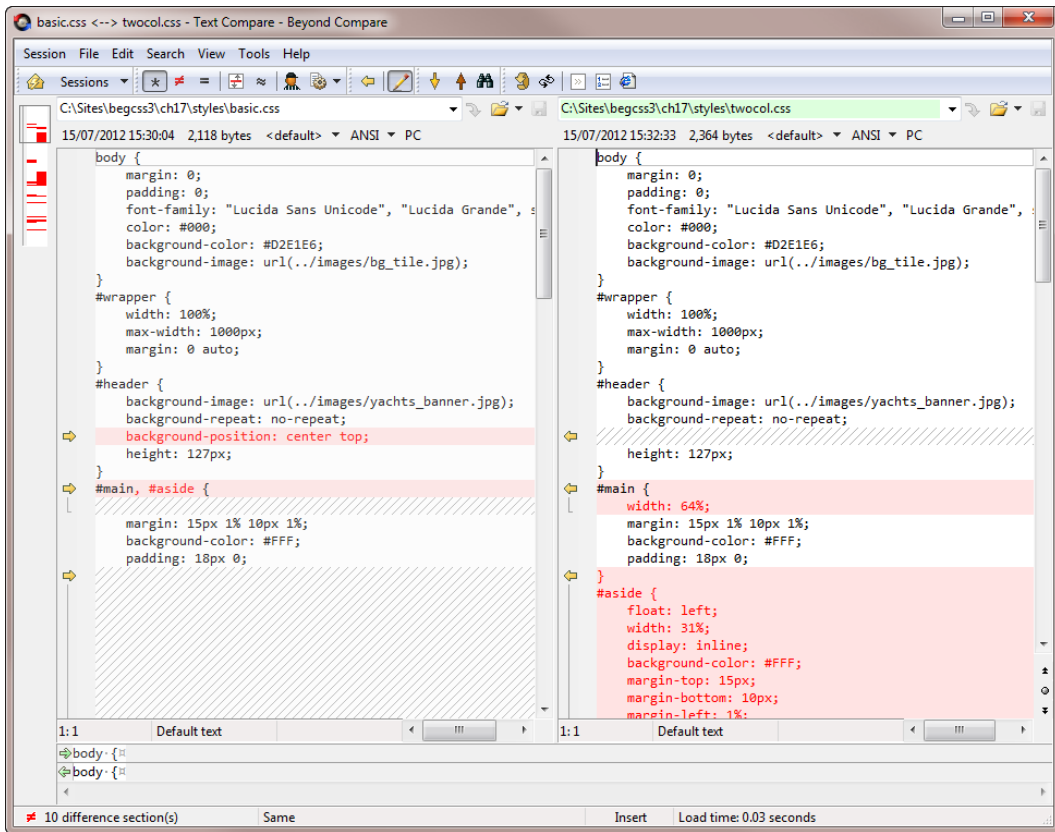 basic.css <--> twocol.css - Text Compare - Beyond Compare
Session File Edit Search View Tools Help
Sessions
C:\Sites\begcss3\ch17\styles\basic.css
15/07/2012 15:30:04 2,118 bytes <default> ANSI PC
body {
margin: 0;
padding: 0;
font-family: "Lucida Sans Unicode", "Lucida Grande", s
color: #000;
background-color: #D2E1E6;
background-image: url(../images/bg_tile.jpg);
}
#wrapper {
width: 100%;
max-width: 1000px;
margin: 0 auto;
}
#header {
background-image: url(../images/yachts_banner.jpg);
background-repeat: no-repeat;
background-position: center top;
height: 127px;
}
#main, #aside {
margin: 15px 1% 10px 1%;
background-color: #FFF;
padding: 18px 0;
1: 1 Default text
C:\Sites\begcss3\ch17\styles\twocol.css
15/07/2012 15:32:33 2,364 bytes <default> ANSI PC
body {
margin: 0;
padding: 0;
font-family: "Lucida Sans Unicode", "Lucida Grande",
color: #000;
background-color: #D2E1E6;
background-image: url(../images/bg_tile.jpg);
}
#wrapper {
width: 100%;
max-width: 1000px;
margin: 0 auto;
}
#header {
background-image: url(../images/yachts_banner.jpg);
background-repeat: no-repeat;
height: 127px;
}
#main {
width: 64%;
margin: 15px 1% 10px 1%;
background-color: #FFF;
padding: 18px 0;
}
#aside {
float: left;
width: 31%;
display: inline;
background-color: #FFF;
margin-top: 15px;
margin-bottom: 10px;
margin-left: 1%;
1: 1 Default text
body·{¤
body·{¤
10 difference section(s) Same Insert Load time: 0.03 seconds